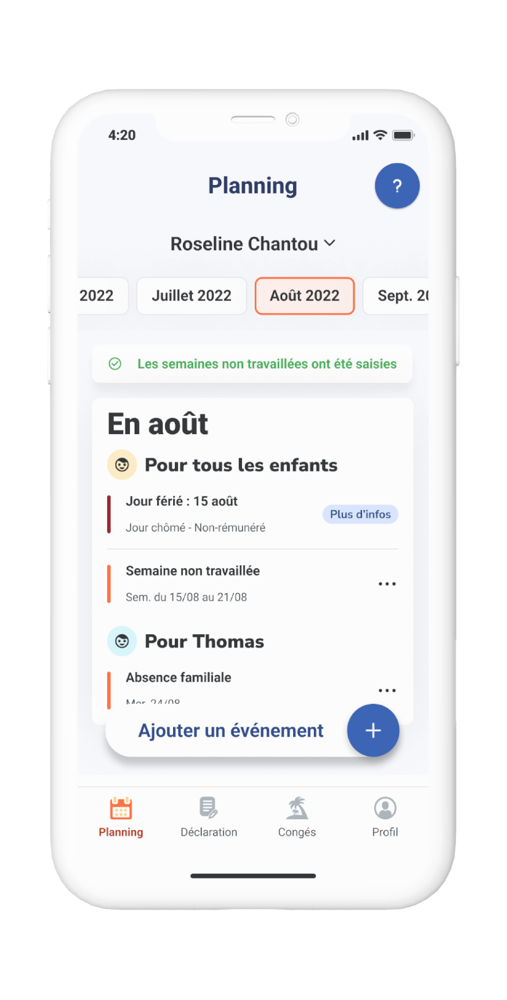 4:20
Planning
?
Roseline Chantou
2022
Juillet 2022
Août 2022
Sept. 20
Les semaines non travaillées ont été saisies
En août
Pour tous les enfants
Jour férié : 15 août
Jour chômé - Non-rémunéré
Plus d'infos
Semaine non travaillée
Sem. du 15/08 au 21/08
Pour Thomas
Absence familiale
Mer. 24/08
Ajouter un événement
Planning
Déclaration
Congés
Profil